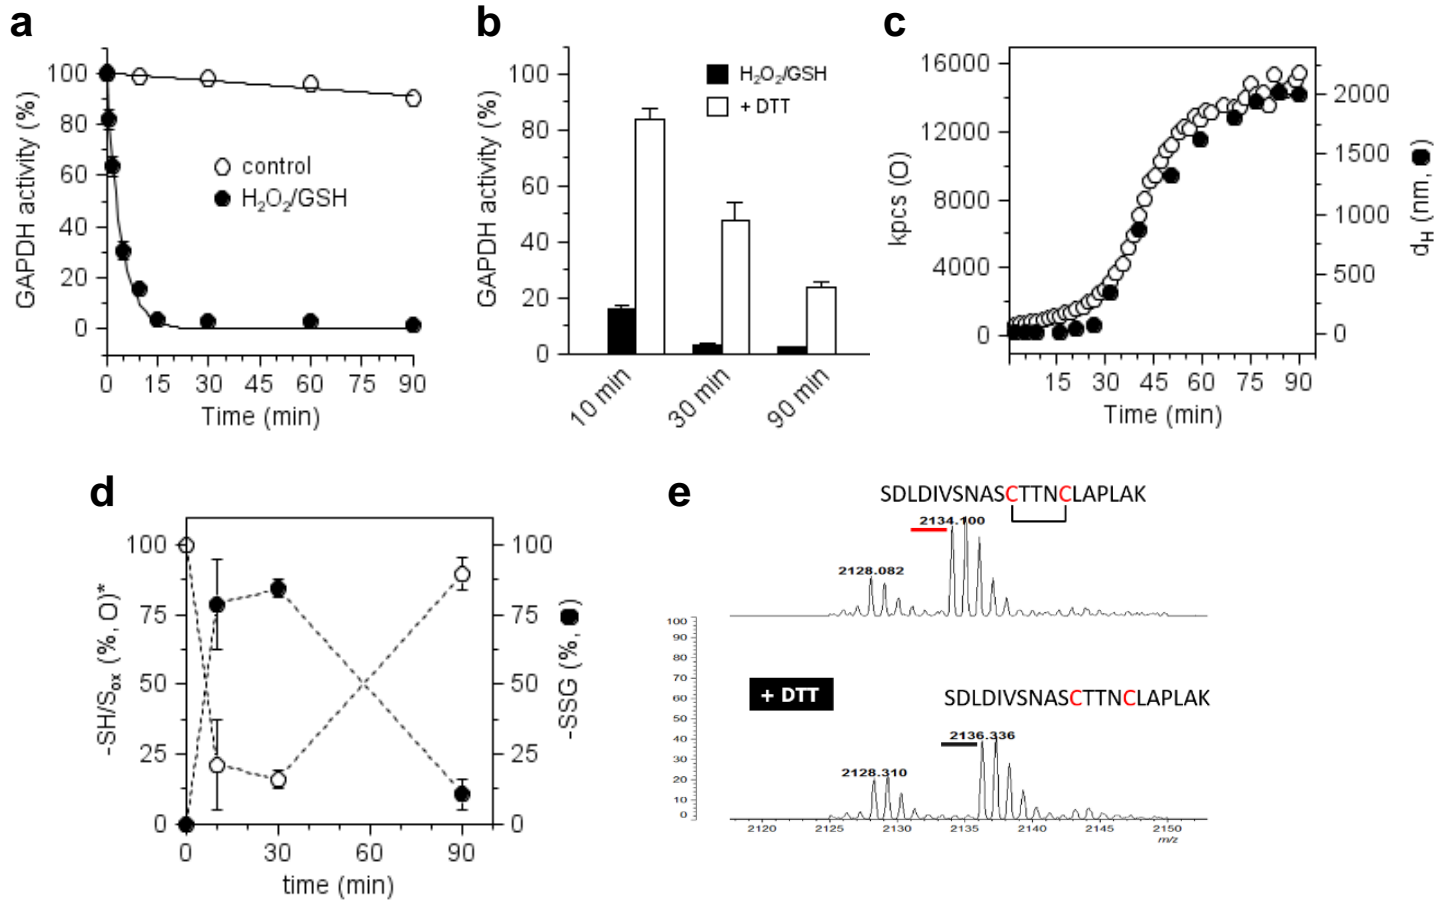 a
GAPDH activity (%)
100
80
60
40
20
0
control
H₂O₂/GSH
0 15 30 45 60 75 90
Time (min)
b
GAPDH activity (%)
100
80
60
40
20
0
H₂O₂/GSH
+ DTT
10 min
30 min
90 min
c
kpcs (O)
16000
12000
8000
4000
0
2000
1500
1000
500
0
dH (nm, ●)
15 30 45 60 75 90
Time (min)
d
-SH/Sox (%, O)*
100
75
50
25
0
100
75
50
25
0
-SSG (%, ●)
0 30 60 90
time (min)
e
SDLDIVSNASCTTNCLAPLAK
2134.100
2128.082
100
90
80
70
60
50
40
30
20
10
0
+ DTT
SDLDIVSNASCTTNCLAPLAK
2136.336
2128.310
2120 2125 2130 2135 2140 2145 2150
m/z